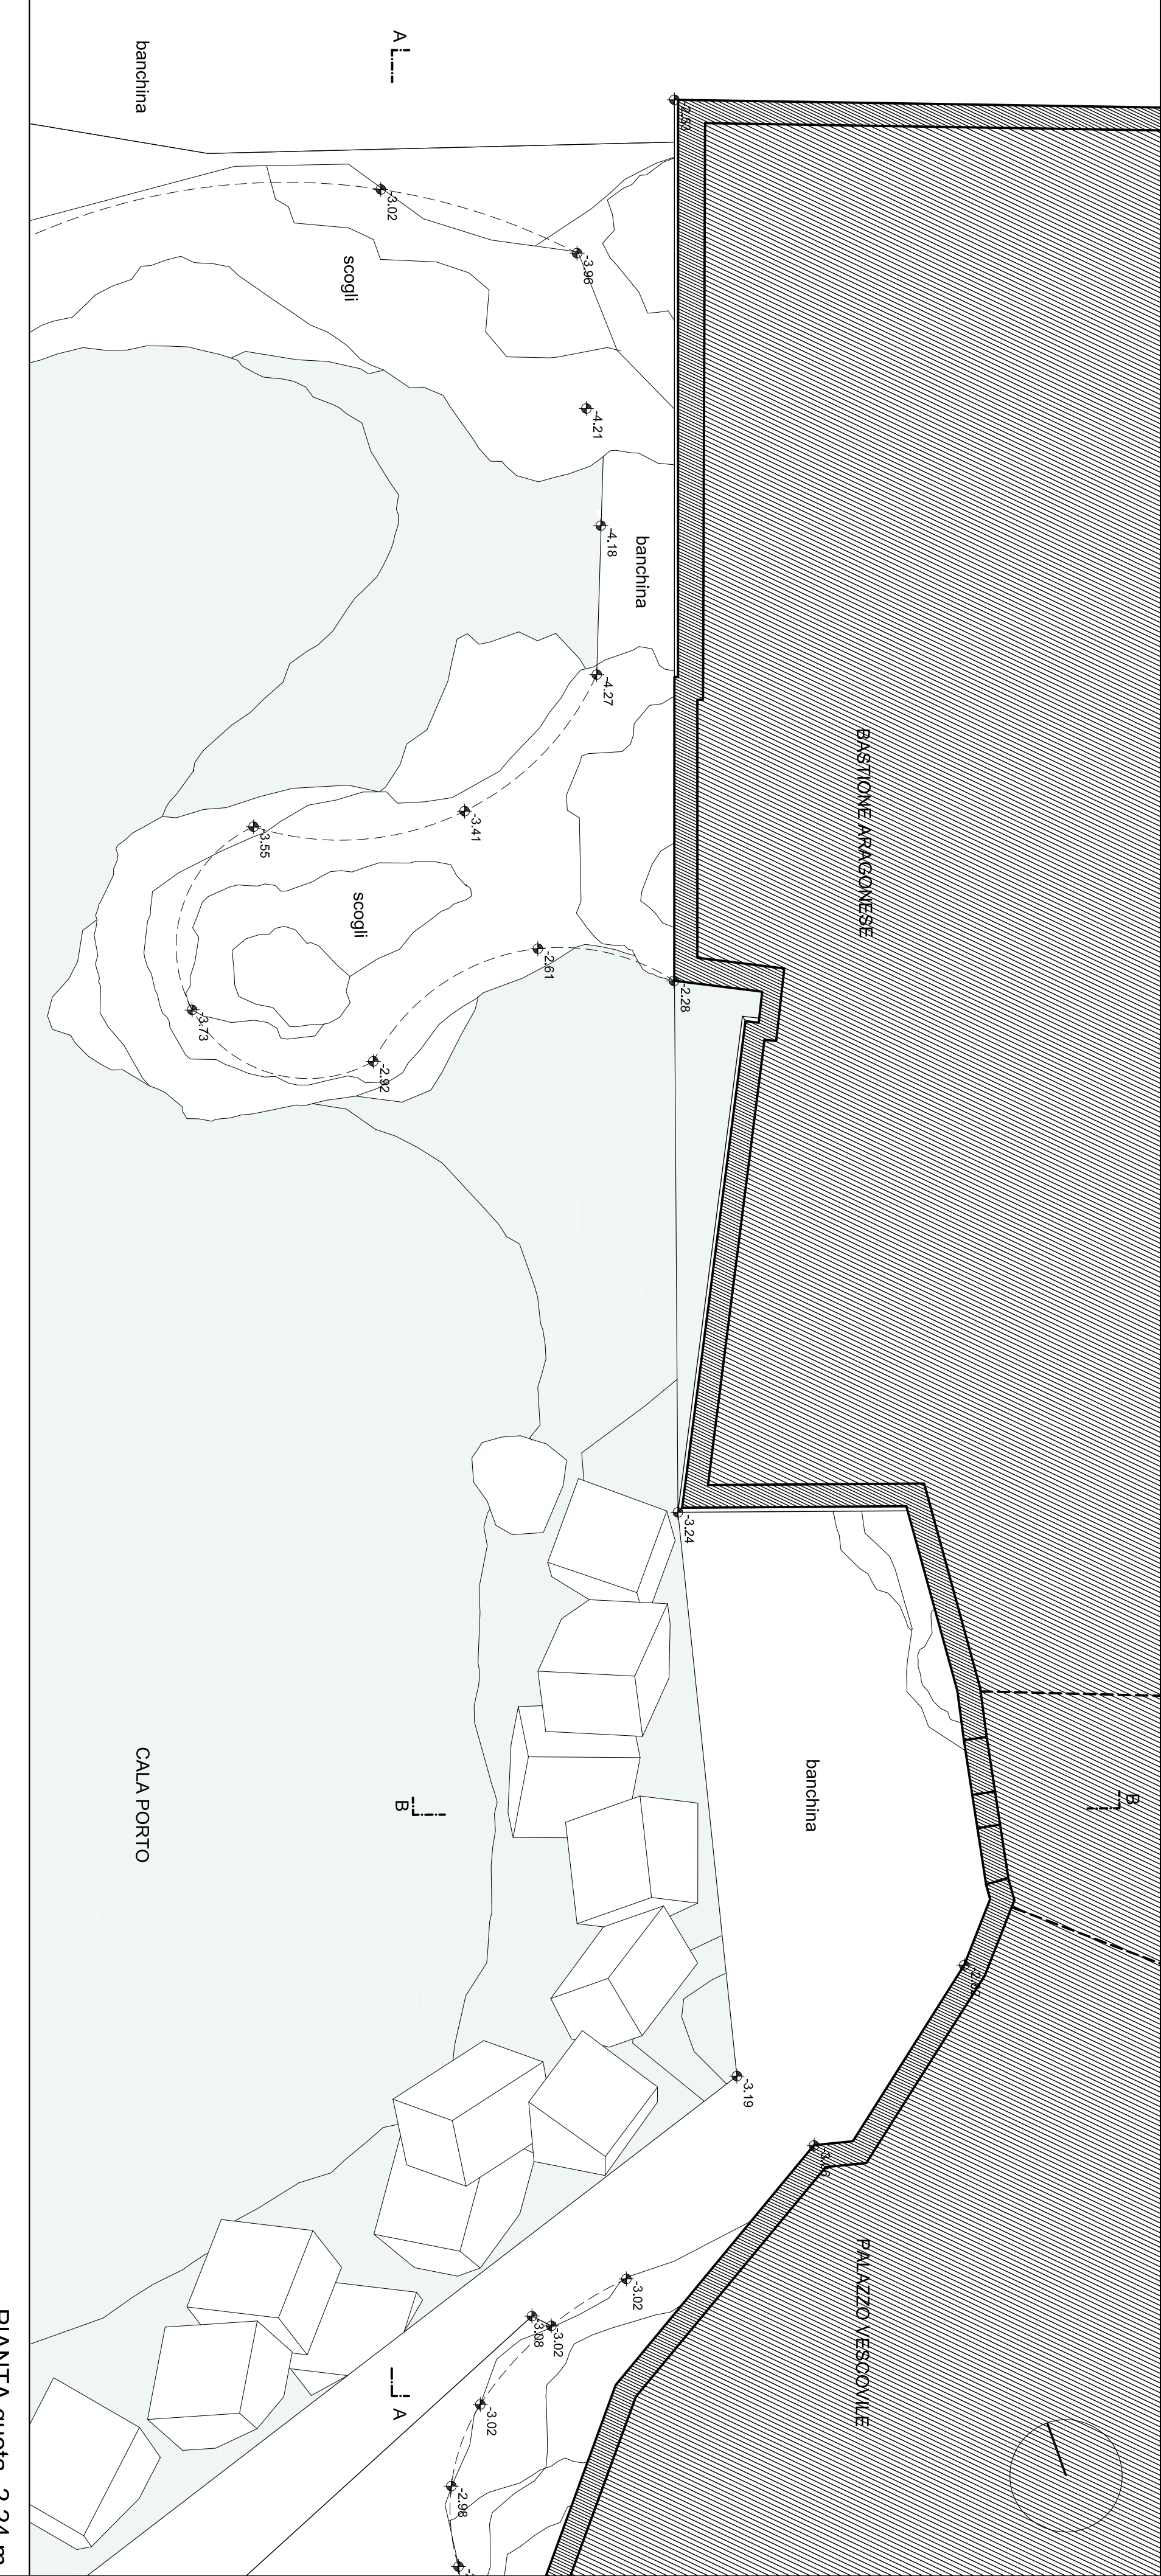 banchina
A
-2.53
-3.02
-3.96
scogli
-4.21
-4.18
banchina
-4.27
BASTIONE ARAGONESE
-3.41
-3.55
scogli
-2.61
-2.28
-3.73
-2.92
-3.24
CALA PORTO
B
banchina
B
-3.19
PALAZZO VESCOVILE
-3.02
-3.02
-3.08
-3.02
A
-2.98